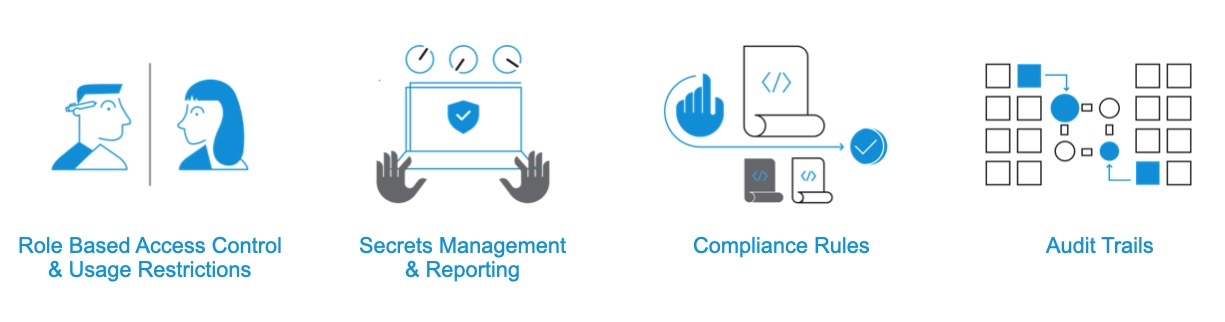 Role Based Access Control
& Usage Restrictions
Secrets Management
& Reporting
Compliance Rules
Audit Trails